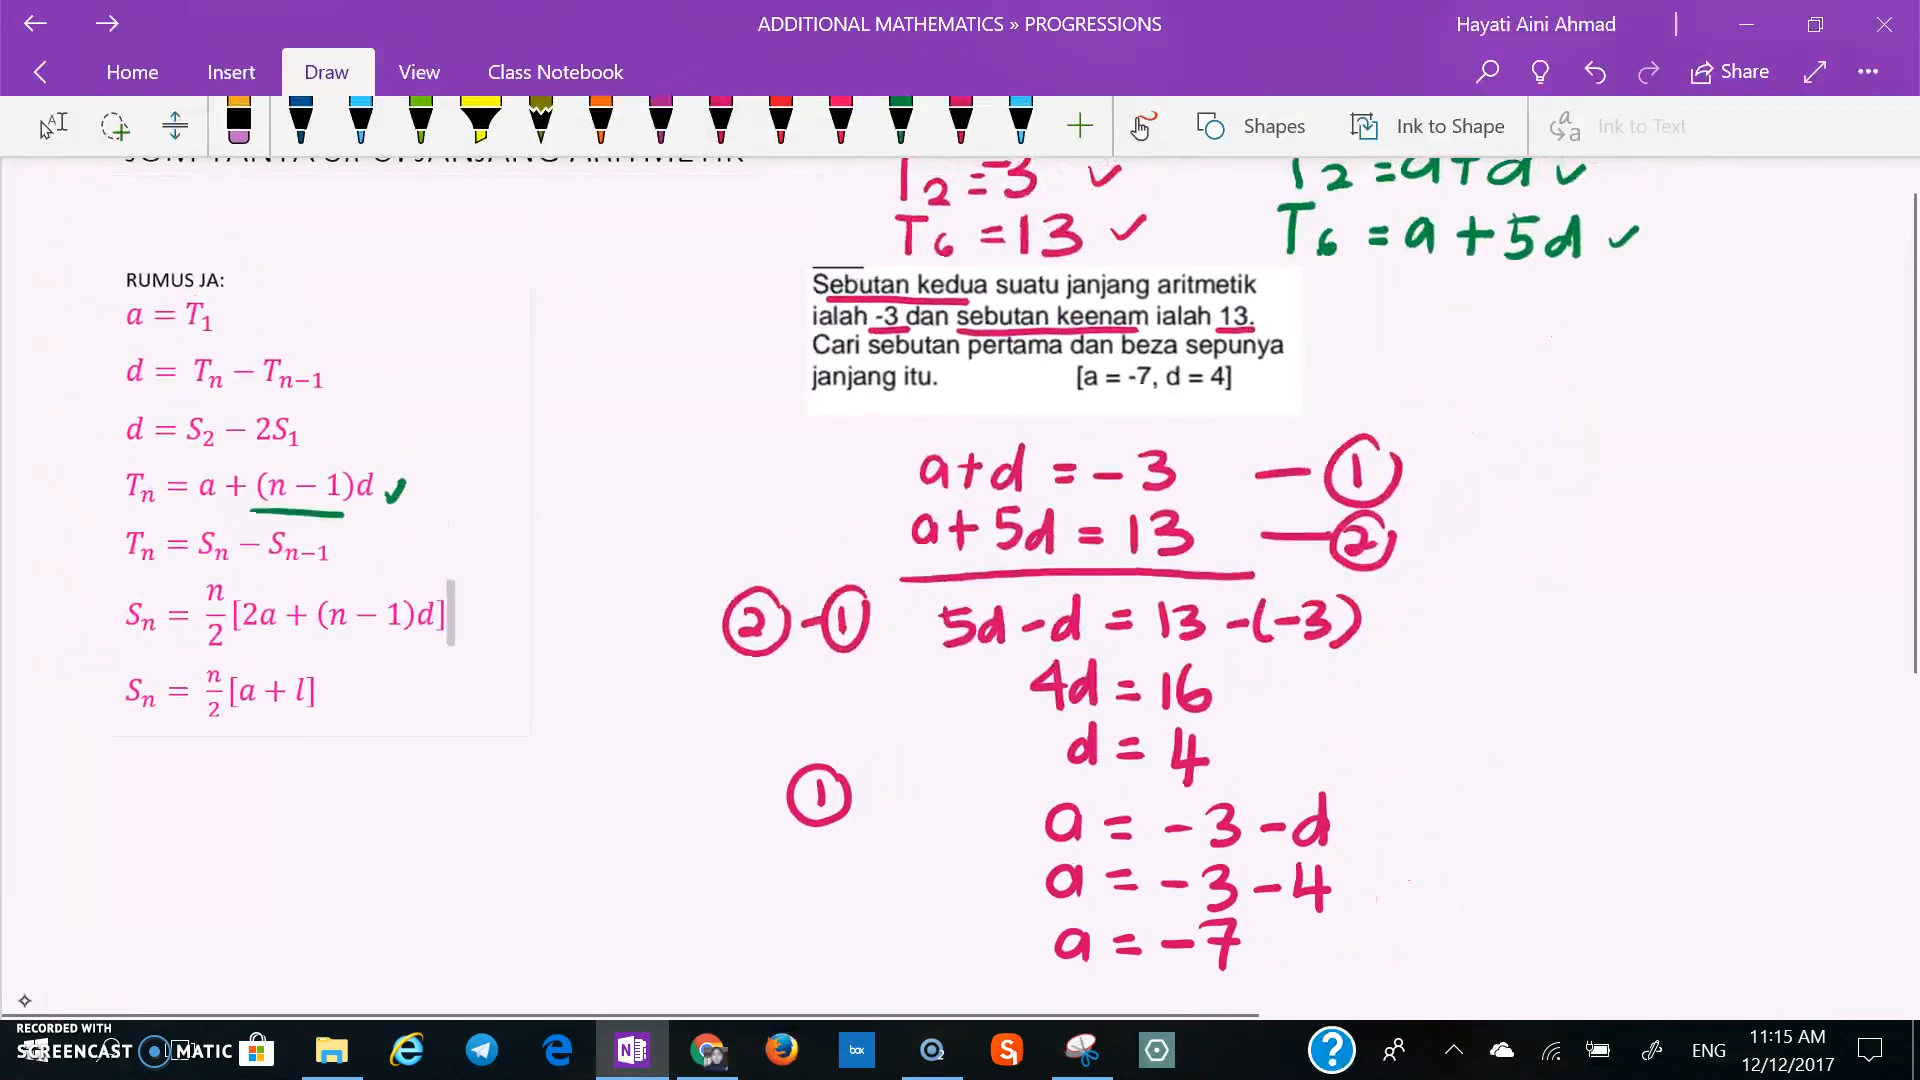 ADDITIONAL MATHEMATICS » PROGRESSIONS
Hayati Aini Ahmad
Home Insert Draw View Class Notebook
Share
Shapes
Ink to Shape
Ink to Text
T2 = -3 ✓
T2 = a+d ✓
T6 = 13 ✓
T6 = a + 5d ✓
RUMUS JA:
a = T₁
d = Tₙ − Tₙ₋₁
d = S₂ − 2S₁
Tₙ = a + (n − 1)d ✓
Tₙ = Sₙ − Sₙ₋₁
Sₙ = n/2 [2a + (n − 1)d]
Sₙ = n/2 [a + l]
Sebutan kedua suatu janjang aritmetik
ialah -3 dan sebutan keenam ialah 13.
Cari sebutan pertama dan beza sepunya
janjang itu. [a = -7, d = 4]
a+d = -3 — ①
a+5d = 13 — ②
② - ① 5d - d = 13 -(-3)
4d = 16
d = 4
①
a = -3 - d
a = -3 - 4
a = -7
RECORDED WITH
SCREENCAST MATIC
box
N
S
?
ENG
11:15 AM
12/12/2017